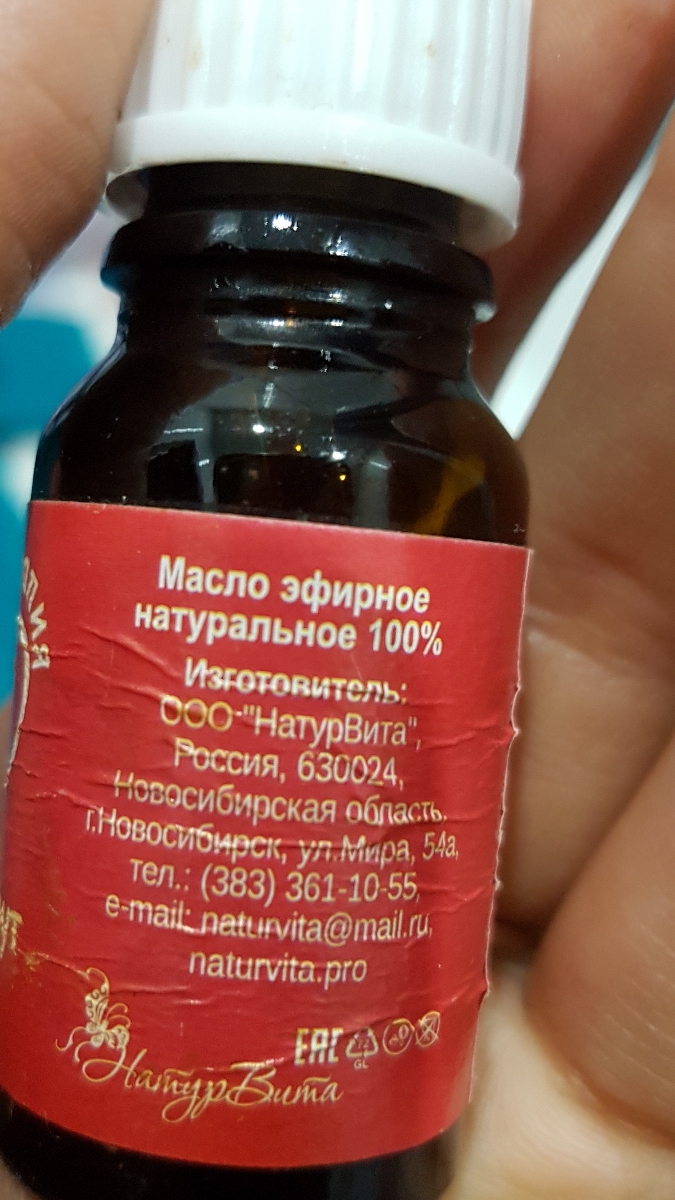 Масло эфирное
натуральное 100%
Изготовитель:
ООО "НатурВита",
Россия, 630024,
Новосибирская область,
г.Новосибирск, ул.Мира, 54а,
тел.: (383) 361-10-55,
e-mail: naturvita@mail.ru,
naturvita.pro
EAC
GL
НатурВита